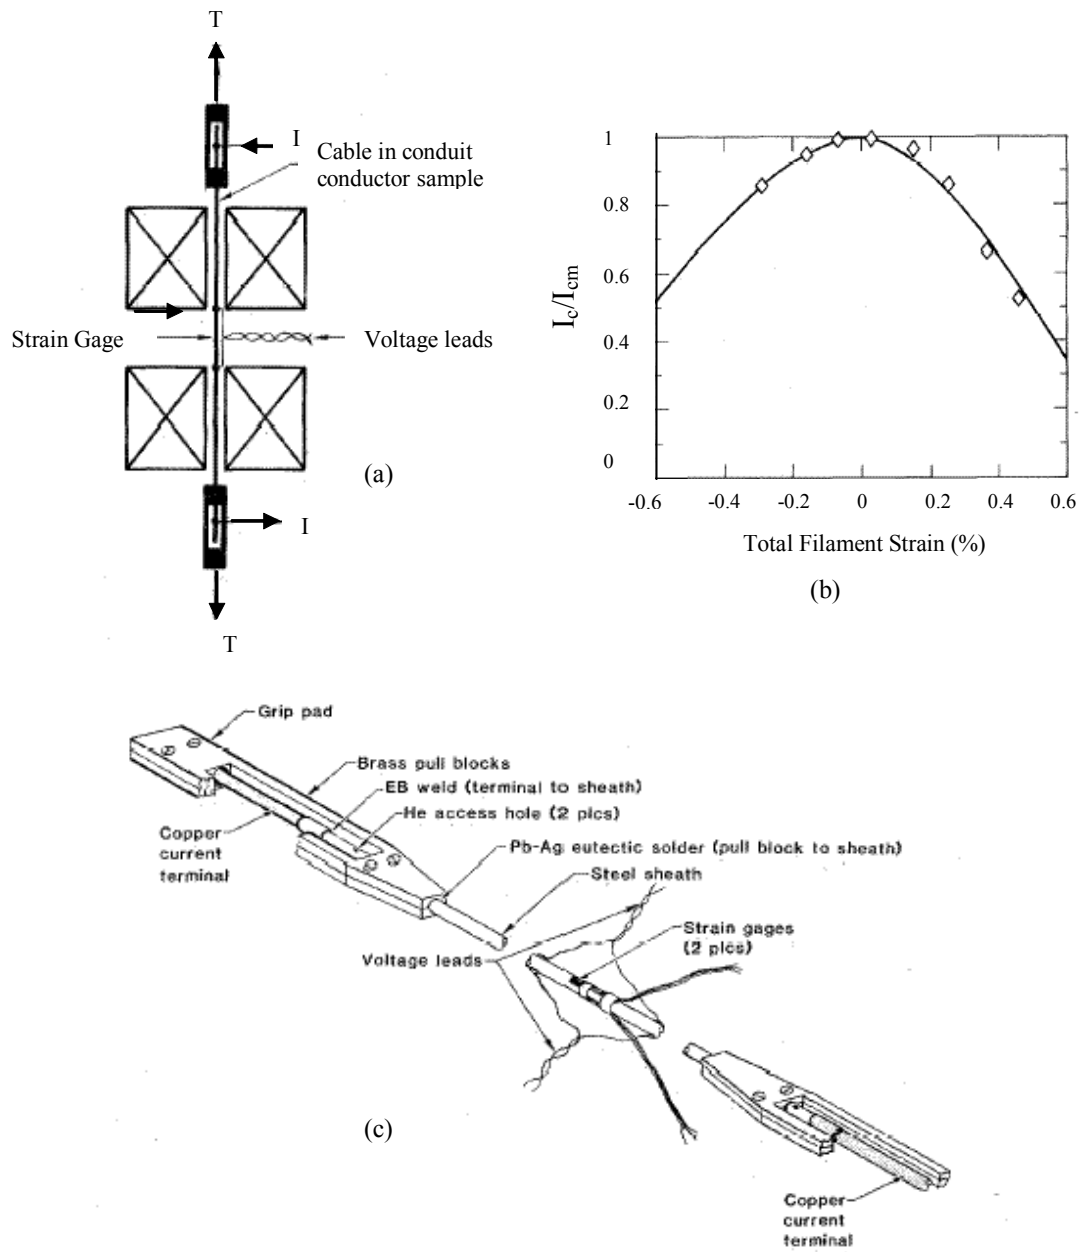 T
I
Cable in conduit
conductor sample
Strain Gage
Voltage leads
(a)
I
T
1
0.8
0.6
0.4
0.2
0
I_c/I_cm
-0.6
-0.4
-0.2
0
0.2
0.4
0.6
Total Filament Strain (%)
(b)
Grip pad
Brass pull blocks
EB weld (terminal to sheath)
He access hole (2 plcs)
Copper
current
terminal
Pb-Ag eutectic solder (pull block to sheath)
Steel sheath
Strain gages
(2 plcs)
Voltage leads
(c)
Copper
current
terminal